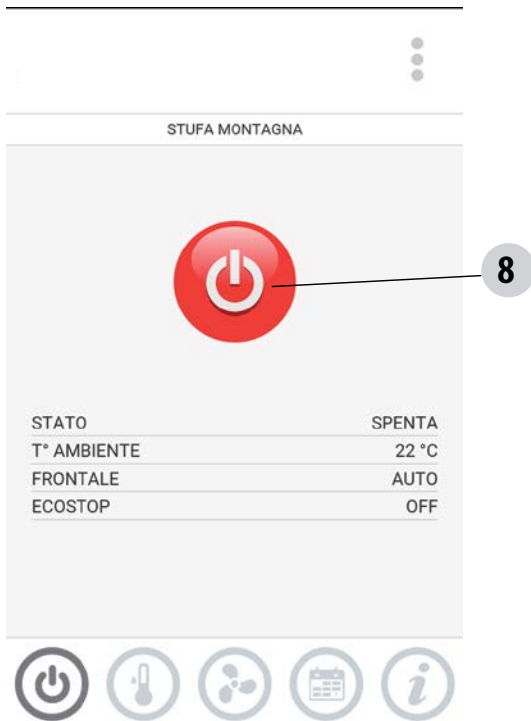 STUFA MONTAGNA
8
STATO SPENTA
T° AMBIENTE 22 °C
FRONTALE AUTO
ECOSTOP OFF
i